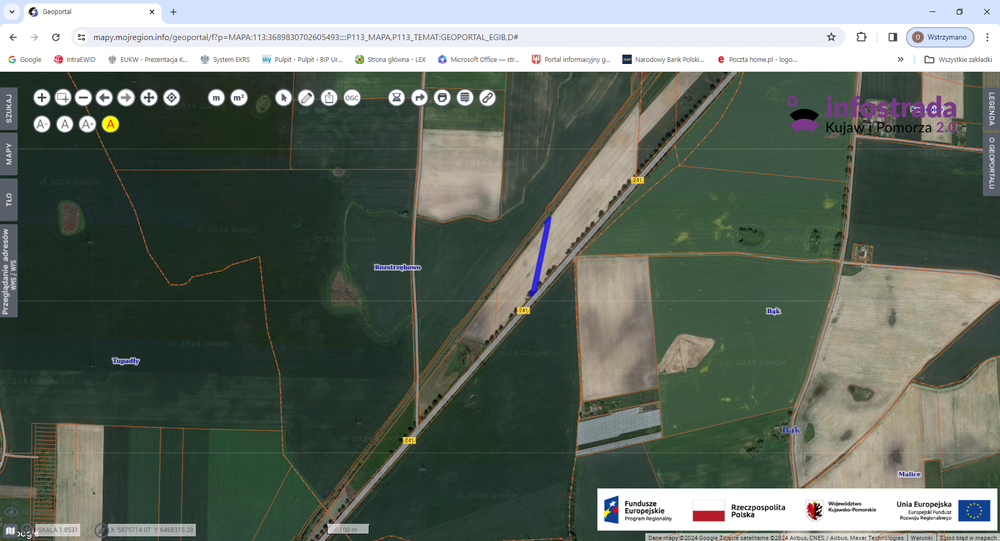 Geoportal
mapy.mojregion.info/geoportal/f?p=MAPA:113:3689830702605493::::P113_MAPA,P113_TEMAT:GEOPORTAL_EGIB,D#
O Wstrzymano
Google IntraEWID EUKW - Prezentacja K... System EKRS sky Pulpit - Pulpit ‹ BIP Ur... Strona główna - LEX Microsoft Office — str... Portal informacyjny g... NBP Narodowy Bank Polski... e Poczta home.pl - logo... » Wszystkie zakładki
Zaloguj
m m² OGC
A- A A+ A
SZUKAJ
MAPY
TŁO
Przeglądanie adresów
WMS / WFS
LEGENDA
O GEOPORTALU
infostrada
Kujaw i Pomorza 2.0
© 2024 Google
241
Rozstrzębowo
241
Bąk
Tupadły
Bąk
241
Malice
Fundusze
Europejskie
Program Regionalny
Rzeczpospolita
Polska
Województwo
Kujawsko-Pomorskie
Unia Europejska
Europejski Fundusz
Rozwoju Regionalnego
SKALA 1:8531
X: 5875714.07 Y: 6468315.28
100 m
Dane mapy ©2024 Google Zdjęcie satelitarne ©2024 Airbus, CNES / Airbus, Maxar Technologies
Warunki
Zgłoś błąd w mapach